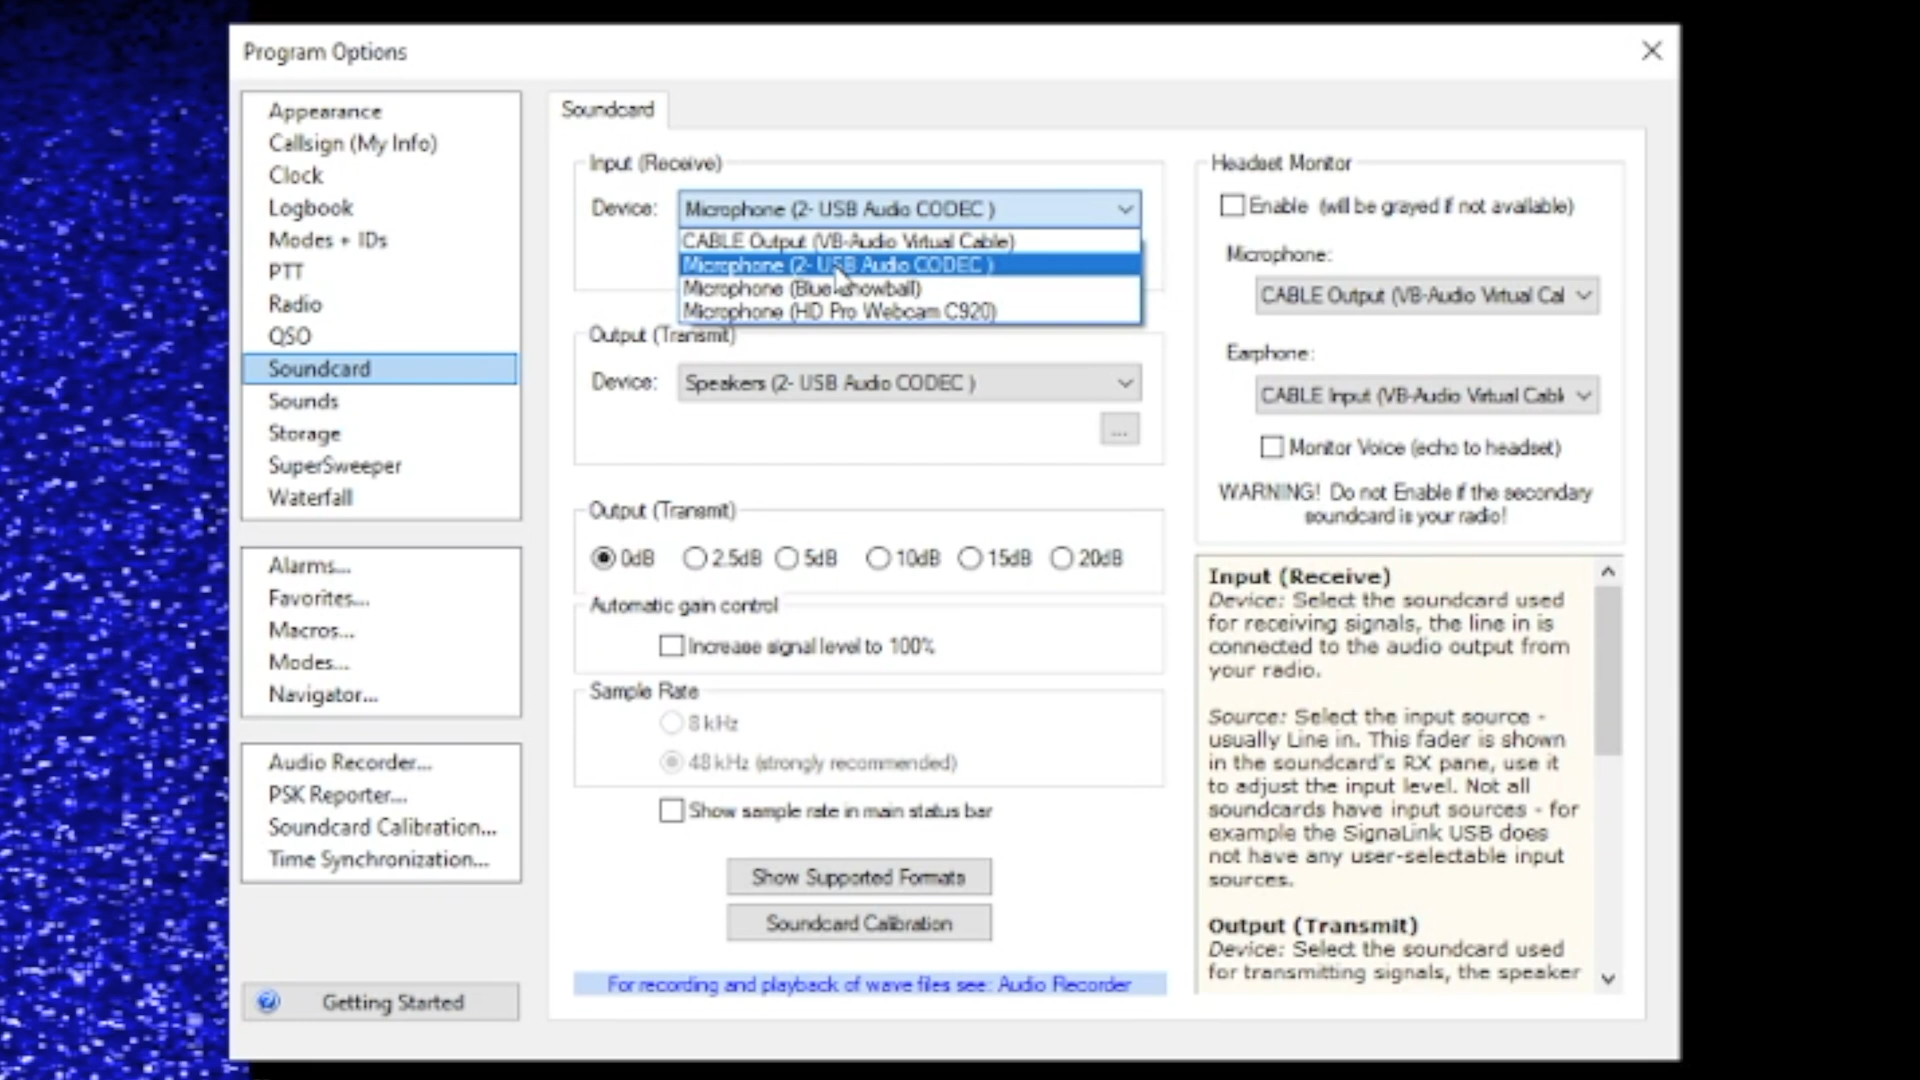 Program Options
Appearance
Callsign (My Info)
Clock
Logbook
Modes + IDs
PTT
Radio
QSO
Soundcard
Sounds
Storage
SuperSweeper
Waterfall
Alarms...
Favorites...
Macros...
Modes...
Navigator...
Audio Recorder...
PSK Reporter...
Soundcard Calibration...
Time Synchronization...
Getting Started
Soundcard
Input (Receive)
Device: Microphone (2- USB Audio CODEC )
CABLE Output (VB-Audio Virtual Cable)
Microphone (2- USB Audio CODEC )
Microphone (Blue Snowball)
Microphone (HD Pro Webcam C920)
Output (Transmit)
Device: Speakers (2- USB Audio CODEC )
...
Output (Transmit)
0dB 2.5dB 5dB 10dB 15dB 20dB
Automatic gain control
Increase signal level to 100%
Sample Rate
8 kHz
48 kHz (strongly recommended)
Show sample rate in main status bar
Show Supported Formats
Soundcard Calibration
For recording and playback of wave files see: Audio Recorder
Headset Monitor
Enable (will be grayed if not available)
Microphone:
CABLE Output (VB-Audio Virtual Cal
Earphone:
CABLE Input (VB-Audio Virtual Cabl
Monitor Voice (echo to headset)
WARNING! Do not Enable if the secondary
soundcard is your radio!
Input (Receive)
Device: Select the soundcard used
for receiving signals, the line in is
connected to the audio output from
your radio.
Source: Select the input source -
usually Line in. This fader is shown
in the soundcard's RX pane, use it
to adjust the input level. Not all
soundcards have input sources - for
example the SignaLink USB does
not have any user-selectable input
sources.
Output (Transmit)
Device: Select the soundcard used
for transmitting signals, the speaker